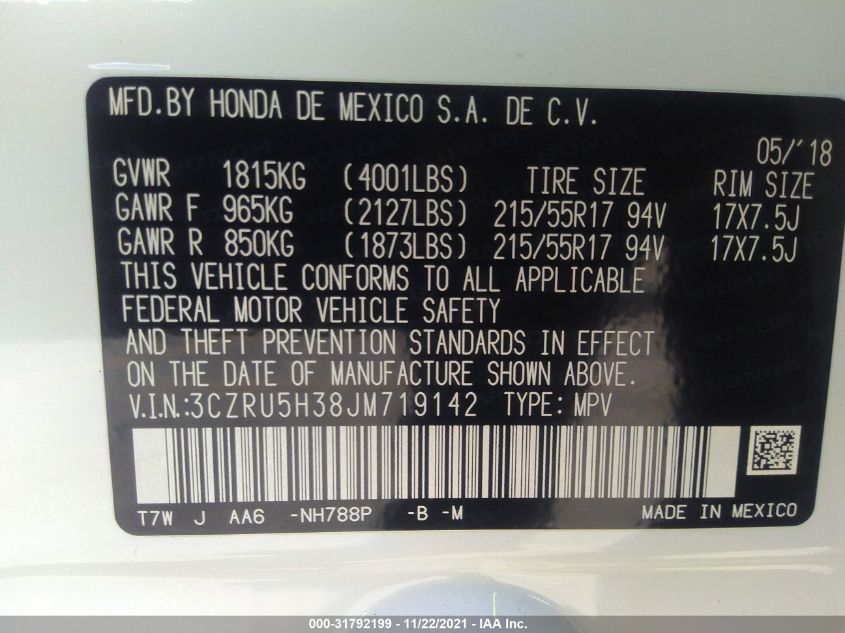 MFD.BY HONDA DE MEXICO S.A. DE C.V.
05/'18
GVWR 1815KG (4001LBS) TIRE SIZE RIM SIZE
GAWR F 965KG (2127LBS) 215/55R17 94V 17X7.5J
GAWR R 850KG (1873LBS) 215/55R17 94V 17X7.5J
THIS VEHICLE CONFORMS TO ALL APPLICABLE
FEDERAL MOTOR VEHICLE SAFETY
AND THEFT PREVENTION STANDARDS IN EFFECT
ON THE DATE OF MANUFACTURE SHOWN ABOVE.
V.I.N.:3CZRU5H38JM719142 TYPE: MPV
T7W J AA6 -NH788P -B -M MADE IN MEXICO
000-31792199 - 11/22/2021 - IAA Inc.